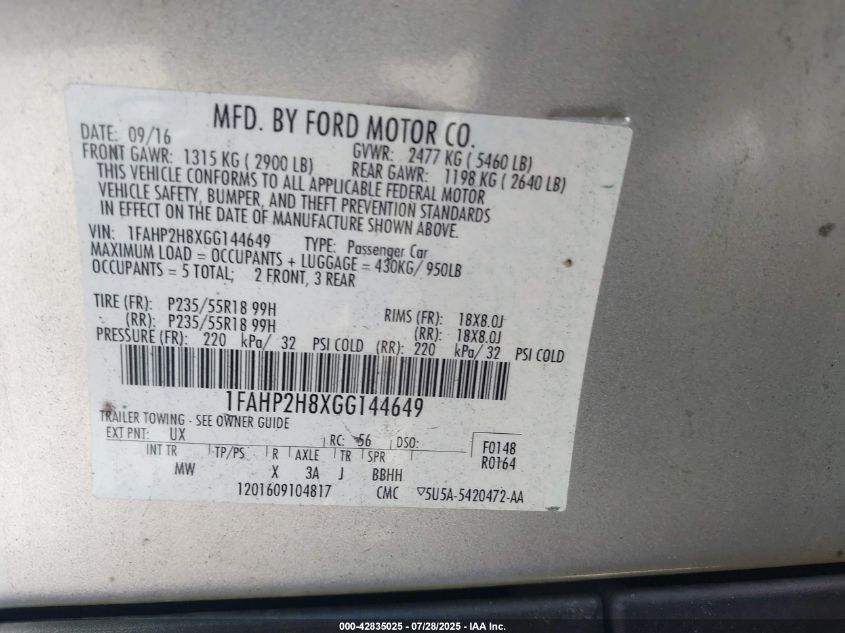 MFD. BY FORD MOTOR CO.
DATE: 09/16 GVWR: 2477 KG ( 5460 LB)
FRONT GAWR: 1315 KG ( 2900 LB) REAR GAWR: 1198 KG ( 2640 LB)
THIS VEHICLE CONFORMS TO ALL APPLICABLE FEDERAL MOTOR
VEHICLE SAFETY, BUMPER, AND THEFT PREVENTION STANDARDS
IN EFFECT ON THE DATE OF MANUFACTURE SHOWN ABOVE.
VIN: 1FAHP2H8XGG144649 TYPE: Passenger Car
MAXIMUM LOAD = OCCUPANTS + LUGGAGE = 430KG/ 950LB
OCCUPANTS = 5 TOTAL; 2 FRONT, 3 REAR
TIRE (FR): P235/55R18 99H RIMS (FR): 18X8.0J
(RR): P235/55R18 99H (RR): 18X8.0J
PRESSURE (FR): 220 kPa/ 32 PSI COLD (RR): 220 kPa/ 32 PSI COLD
1FAHP2H8XGG144649
TRAILER TOWING - SEE OWNER GUIDE
EXT PNT: UX RC: 56 DSO: F0148
INT TR TP/PS R AXLE TR SPR R0164
MW X 3A J BBHH
1201609104817 CMC ▽5U5A-5420472-AA
000-42835025 | 07/28/2025 | IAA Inc.